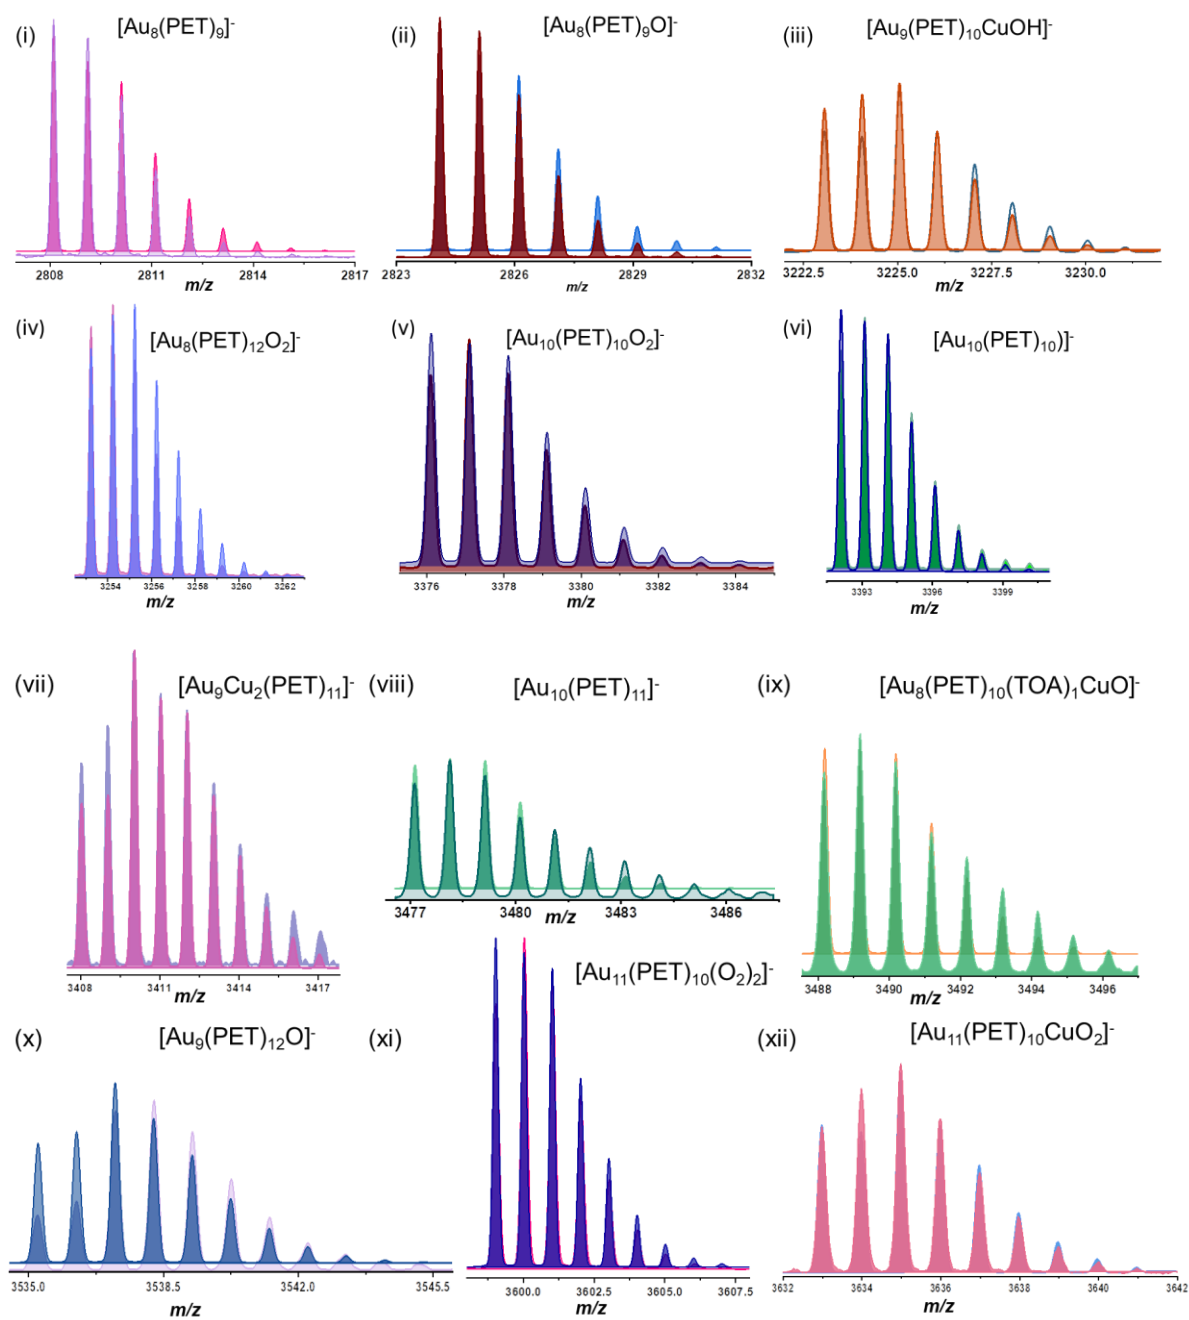 (i) [Au₈(PET)₉]⁻
2808 2811 2814 2817
m/z
(ii) [Au₈(PET)₉O]⁻
2823 2826 2829 2832
m/z
(iii) [Au₉(PET)₁₀CuOH]⁻
3222.5 3225.0 3227.5 3230.0
m/z
(iv) [Au₈(PET)₁₂O₂]⁻
3254 3256 3258 3260 3262
m/z
(v) [Au₁₀(PET)₁₀O₂]⁻
3376 3378 3380 3382 3384
m/z
(vi) [Au₁₀(PET)₁₀)]⁻
3393 3396 3399
m/z
(vii) [Au₉Cu₂(PET)₁₁]⁻
3408 3411 3414 3417
m/z
(viii) [Au₁₀(PET)₁₁]⁻
3477 3480 3483 3486
m/z
(ix) [Au₈(PET)₁₀(TOA)₁CuO]⁻
3488 3490 3492 3494 3496
m/z
(x) [Au₉(PET)₁₂O]⁻
3535.0 3538.5 3542.0 3545.5
m/z
(xi) [Au₁₁(PET)₁₀(O₂)₂]⁻
3600.0 3602.5 3605.0 3607.5
m/z
(xii) [Au₁₁(PET)₁₀CuO₂]⁻
3632 3634 3636 3638 3640 3642
m/z